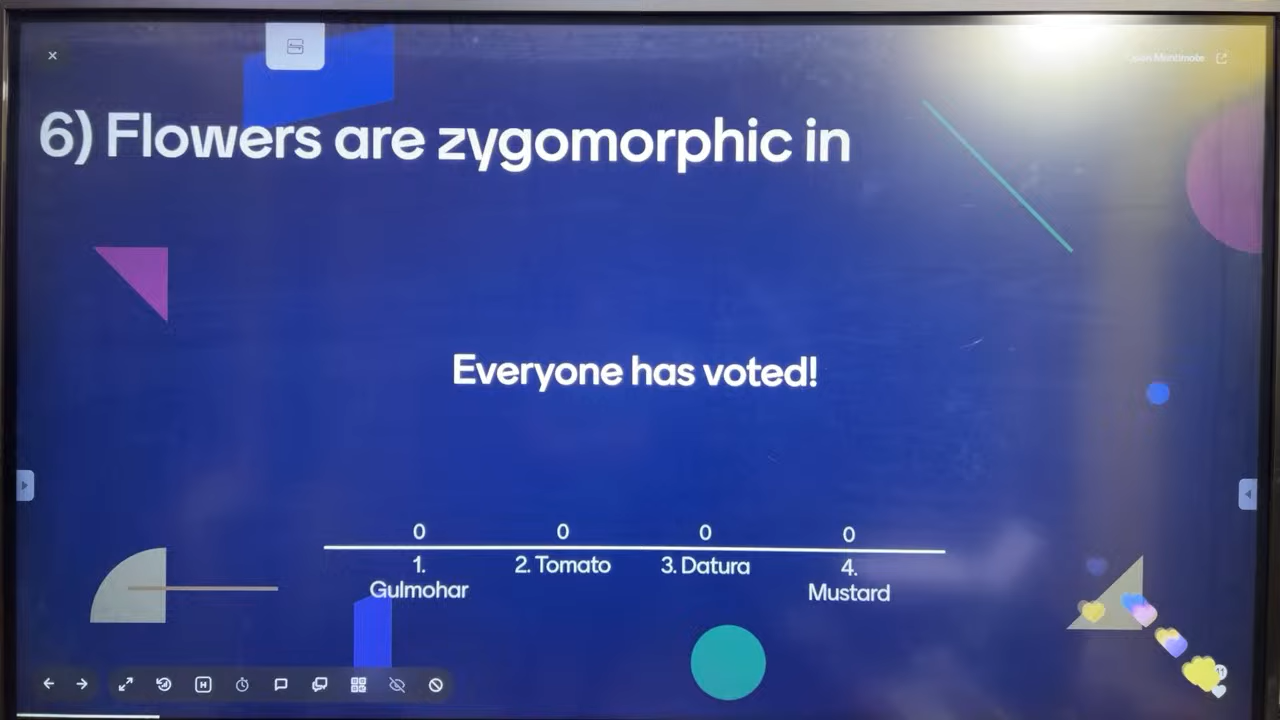 6) Flowers are zygomorphic in
Everyone has voted!
0
0
0
0
1.
Gulmohar
2. Tomato
3. Datura
4.
Mustard